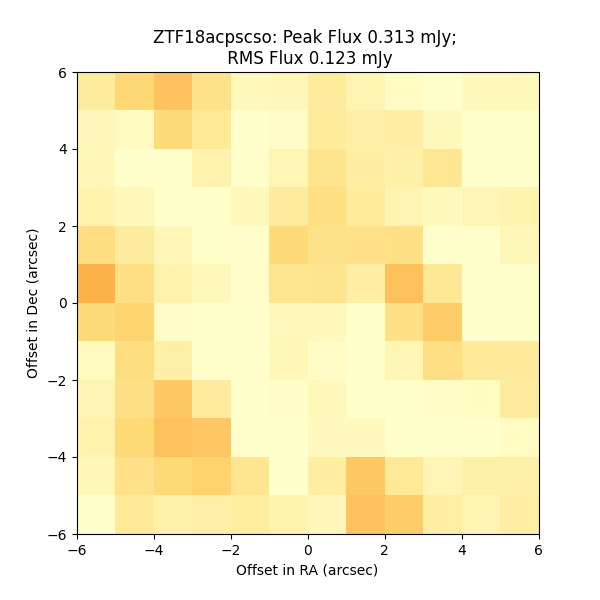 ZTF18acpscso: Peak Flux 0.313 mJy;
RMS Flux 0.123 mJy
6
4
2
0
−2
−4
−6
Offset in Dec (arcsec)
−6 −4 −2 0 2 4 6
Offset in RA (arcsec)